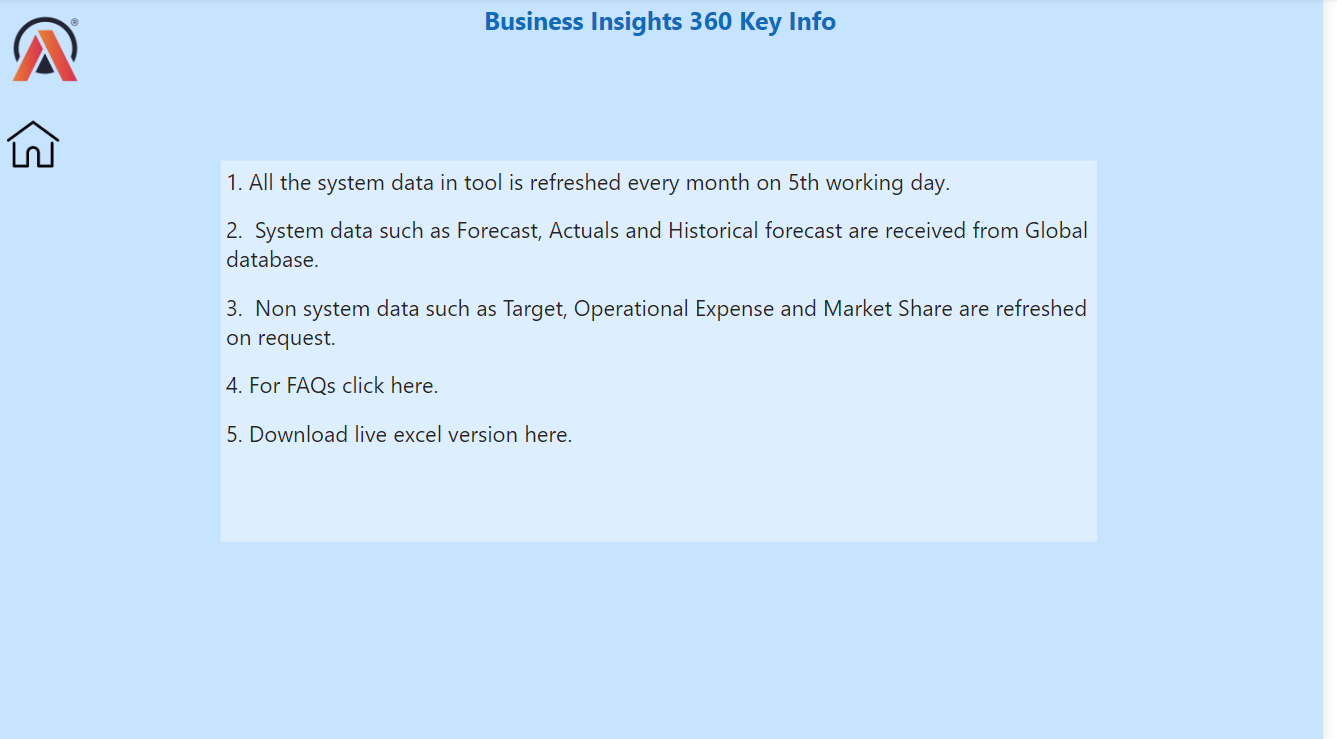 Business Insights 360 Key Info
®
1. All the system data in tool is refreshed every month on 5th working day.
2.  System data such as Forecast, Actuals and Historical forecast are received from Global
database.
3.  Non system data such as Target, Operational Expense and Market Share are refreshed
on request.
4. For FAQs click here.
5. Download live excel version here.